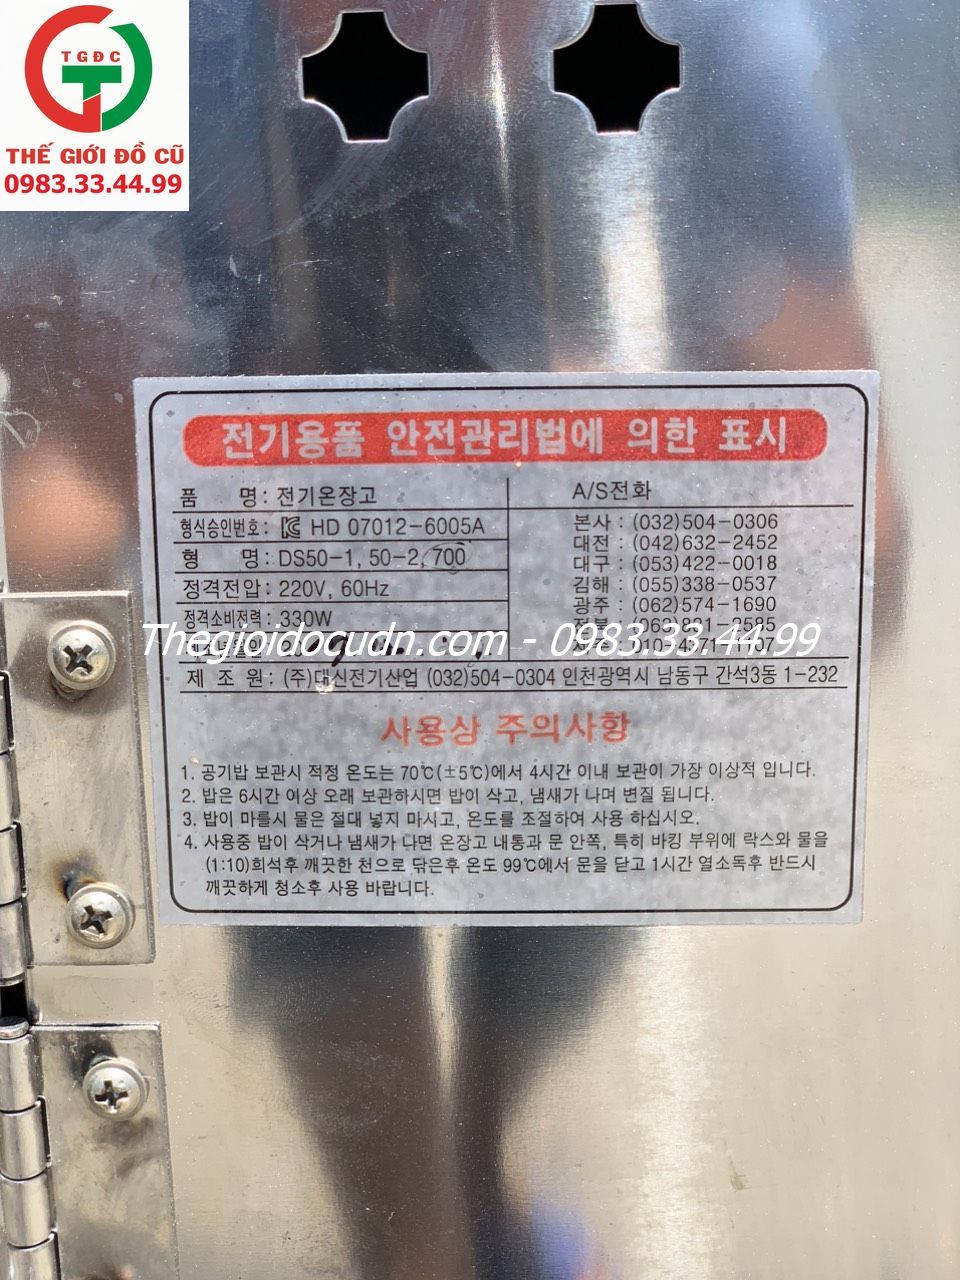 TGĐC
THẾ GIỚI ĐỒ CŨ
0983.33.44.99
전기용품 안전관리법에 의한 표시
품 명: 전기온장고
형식승인번호: HD 07012-6005A
형 명: DS50-1, 50-2, 700
정격전압: 220V, 60Hz
정격소비전력: 330W
A/S전화
본사 : (032)504-0306
대전 : (042)632-2452
대구 : (053)422-0018
김해 : (055)338-0537
광주 : (062)574-1690
Thegioidocudn.com - 0983.33.44.99
제 조 원 : (주)대신전기산업 (032)504-0304 인천광역시 남동구 간석3동 1-232
사용상 주의사항
1. 공기밥 보관시 적정 온도는 70℃(±5℃)에서 4시간 이내 보관이 가장 이상적 입니다.
2. 밥은 6시간 이상 오래 보관하시면 밥이 삭고, 냄새가 나며 변질 됩니다.
3. 밥이 마를시 물은 절대 넣지 마시고, 온도를 조절하여 사용 하십시오.
4. 사용중 밥이 삭거나 냄새가 나면 온장고 내통과 문 안쪽, 특히 바킹 부위에 락스와 물을
(1:10)희석후 깨끗한 천으로 닦은후 온도 99℃에서 문을 닫고 1시간 열소독후 반드시
깨끗하게 청소후 사용 바랍니다.